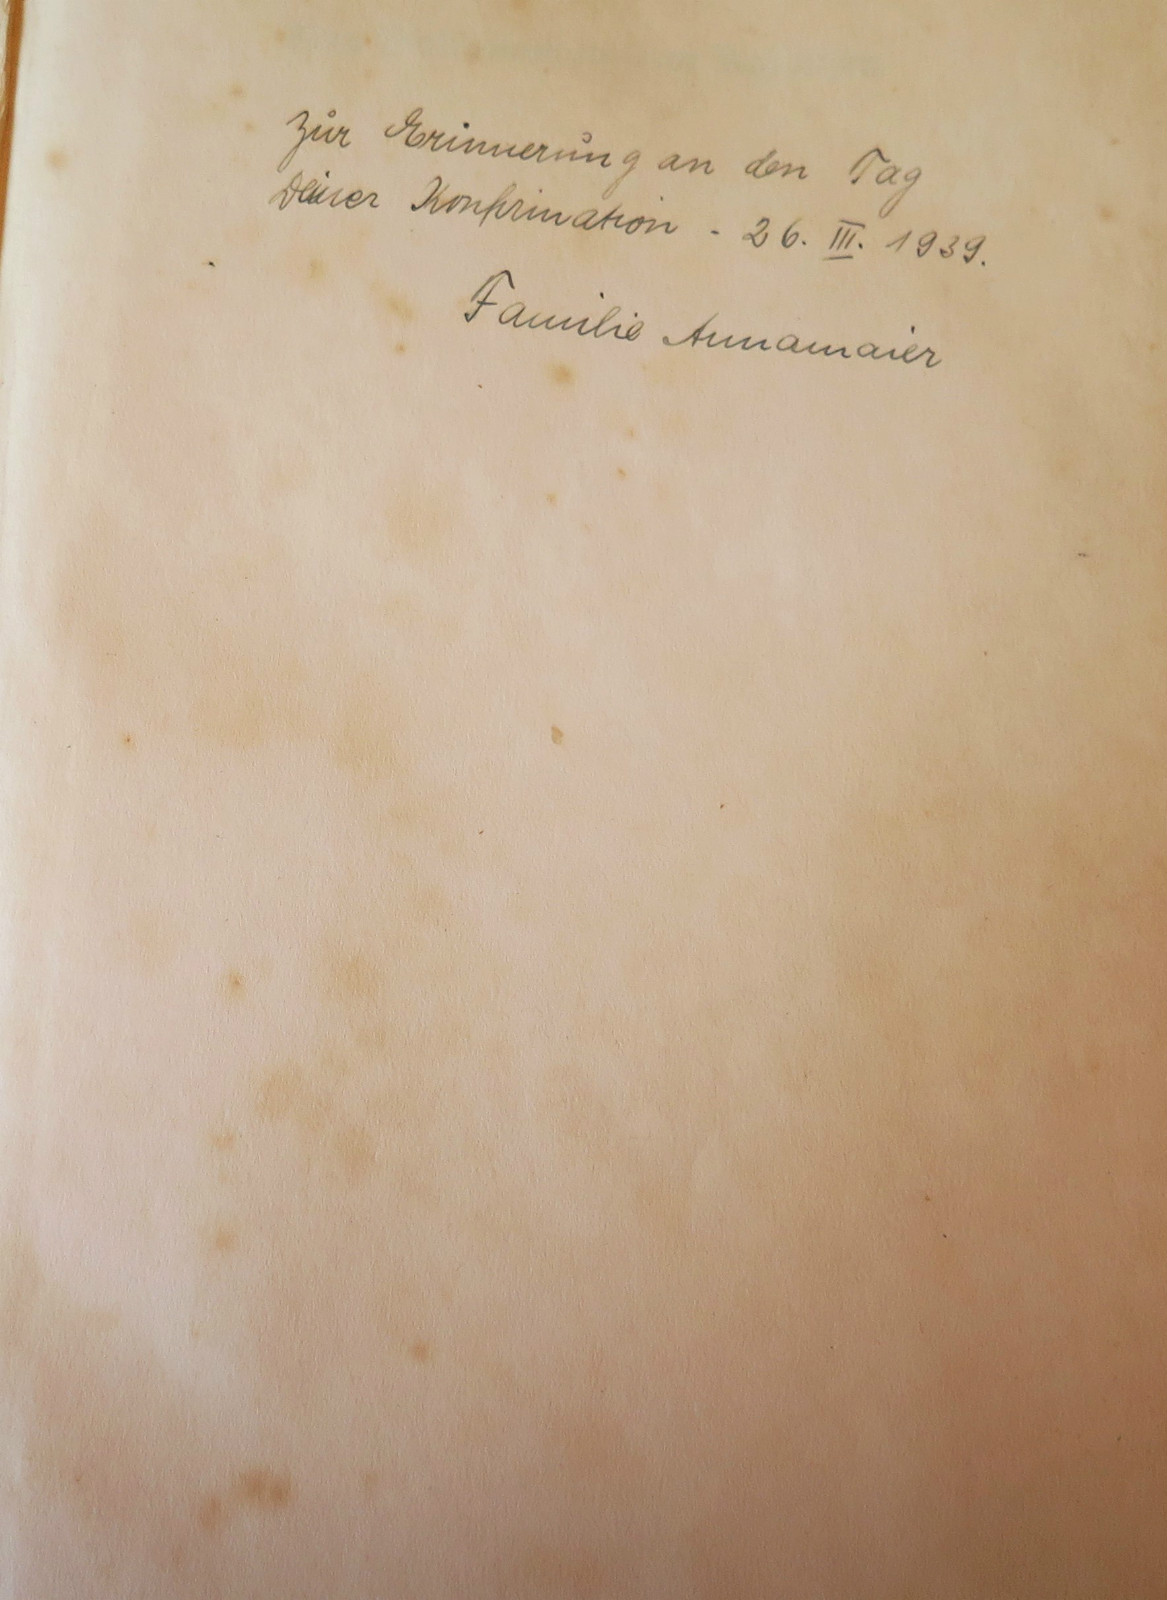 Zur Erinnerung an den Tag
Deiner Konfirmation - 26. III. 1939.
Familie Annamaier